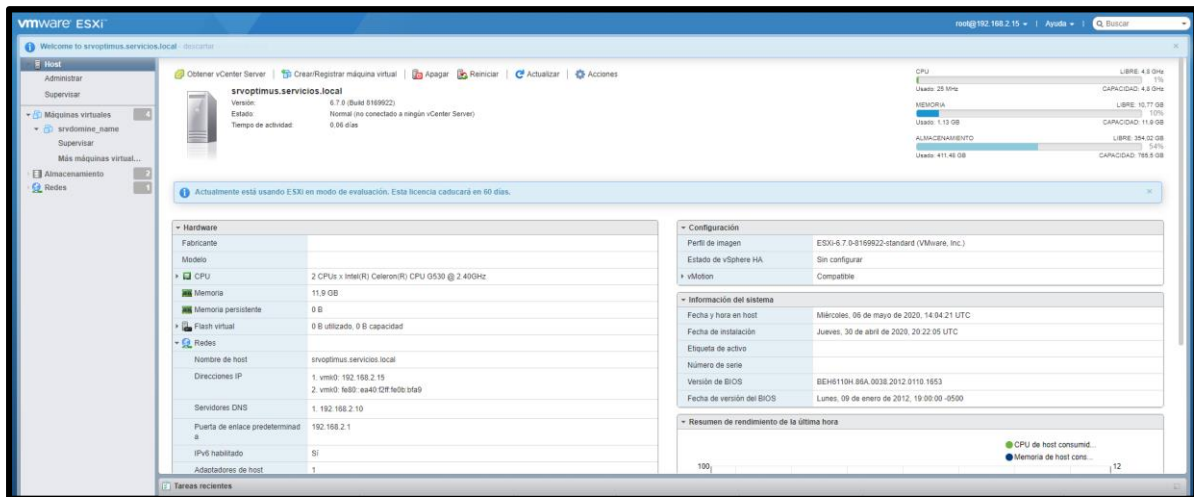 vmware ESXi
root@192.168.2.15
Ayuda
Buscar
Welcome to srvoptimus.servicios.local - descartar
Host
Administrar
Supervisar
Máquinas virtuales 4
srvdomine_name
Supervisar
Más máquinas virtual...
Almacenamiento 2
Redes 1
Obtener vCenter Server | Crear/Registrar máquina virtual | Apagar Reiniciar | Actualizar | Acciones
srvoptimus.servicios.local
Versión: 6.7.0 (Build 8169922)
Estado: Normal (no conectado a ningún vCenter Server)
Tiempo de actividad: 0,06 días
CPU LIBRE: 4,8 GHz
1%
Usado: 25 MHz CAPACIDAD: 4,8 GHz
MEMORIA LIBRE: 10,77 GB
10%
Usado: 1,13 GB CAPACIDAD: 11,9 GB
ALMACENAMIENTO LIBRE: 354,02 GB
54%
Usado: 411,48 GB CAPACIDAD: 765,5 GB
Actualmente está usando ESXi en modo de evaluación. Esta licencia caducará en 60 días.
Hardware
Fabricante
Modelo
CPU 2 CPUs x Intel(R) Celeron(R) CPU G530 @ 2.40GHz
Memoria 11,9 GB
Memoria persistente 0 B
Flash virtual 0 B utilizado, 0 B capacidad
Redes
Nombre de host srvoptimus.servicios.local
Direcciones IP 1. vmk0: 192.168.2.15
2. vmk0: fe80::ea40:f2ff:fe0b:bfa9
Servidores DNS 1. 192.168.2.10
Puerta de enlace predeterminad
a 192.168.2.1
IPv6 habilitado Sí
Adaptadores de host 1
Configuración
Perfil de imagen ESXi-6.7.0-8169922-standard (VMware, Inc.)
Estado de vSphere HA Sin configurar
vMotion Compatible
Información del sistema
Fecha y hora en host Miércoles, 06 de mayo de 2020, 14:04:21 UTC
Fecha de instalación Jueves, 30 de abril de 2020, 20:22:05 UTC
Etiqueta de activo
Número de serie
Versión de BIOS BEH6110H.86A.0038.2012.0110.1653
Fecha de versión del BIOS Lunes, 09 de enero de 2012, 19:00:00 -0500
Resumen de rendimiento de la última hora
CPU de host consumid...
Memoria de host cons...
100 12
Tareas recientes